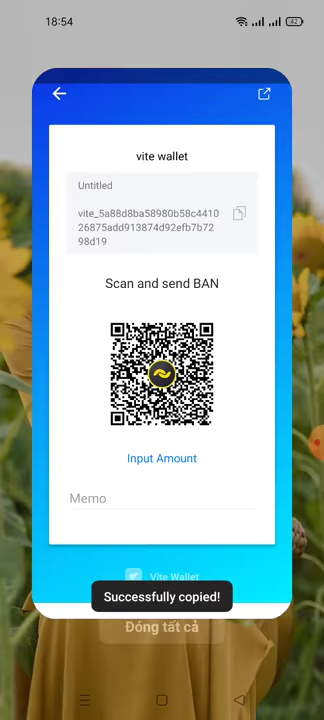 18:54
42
vite wallet
Untitled
vite_5a88d8ba58980b58c4410
26875add913874d92efb7b72
98d19
Scan and send BAN
Input Amount
Memo
Vite Wallet
Successfully copied!
Đóng tất cả